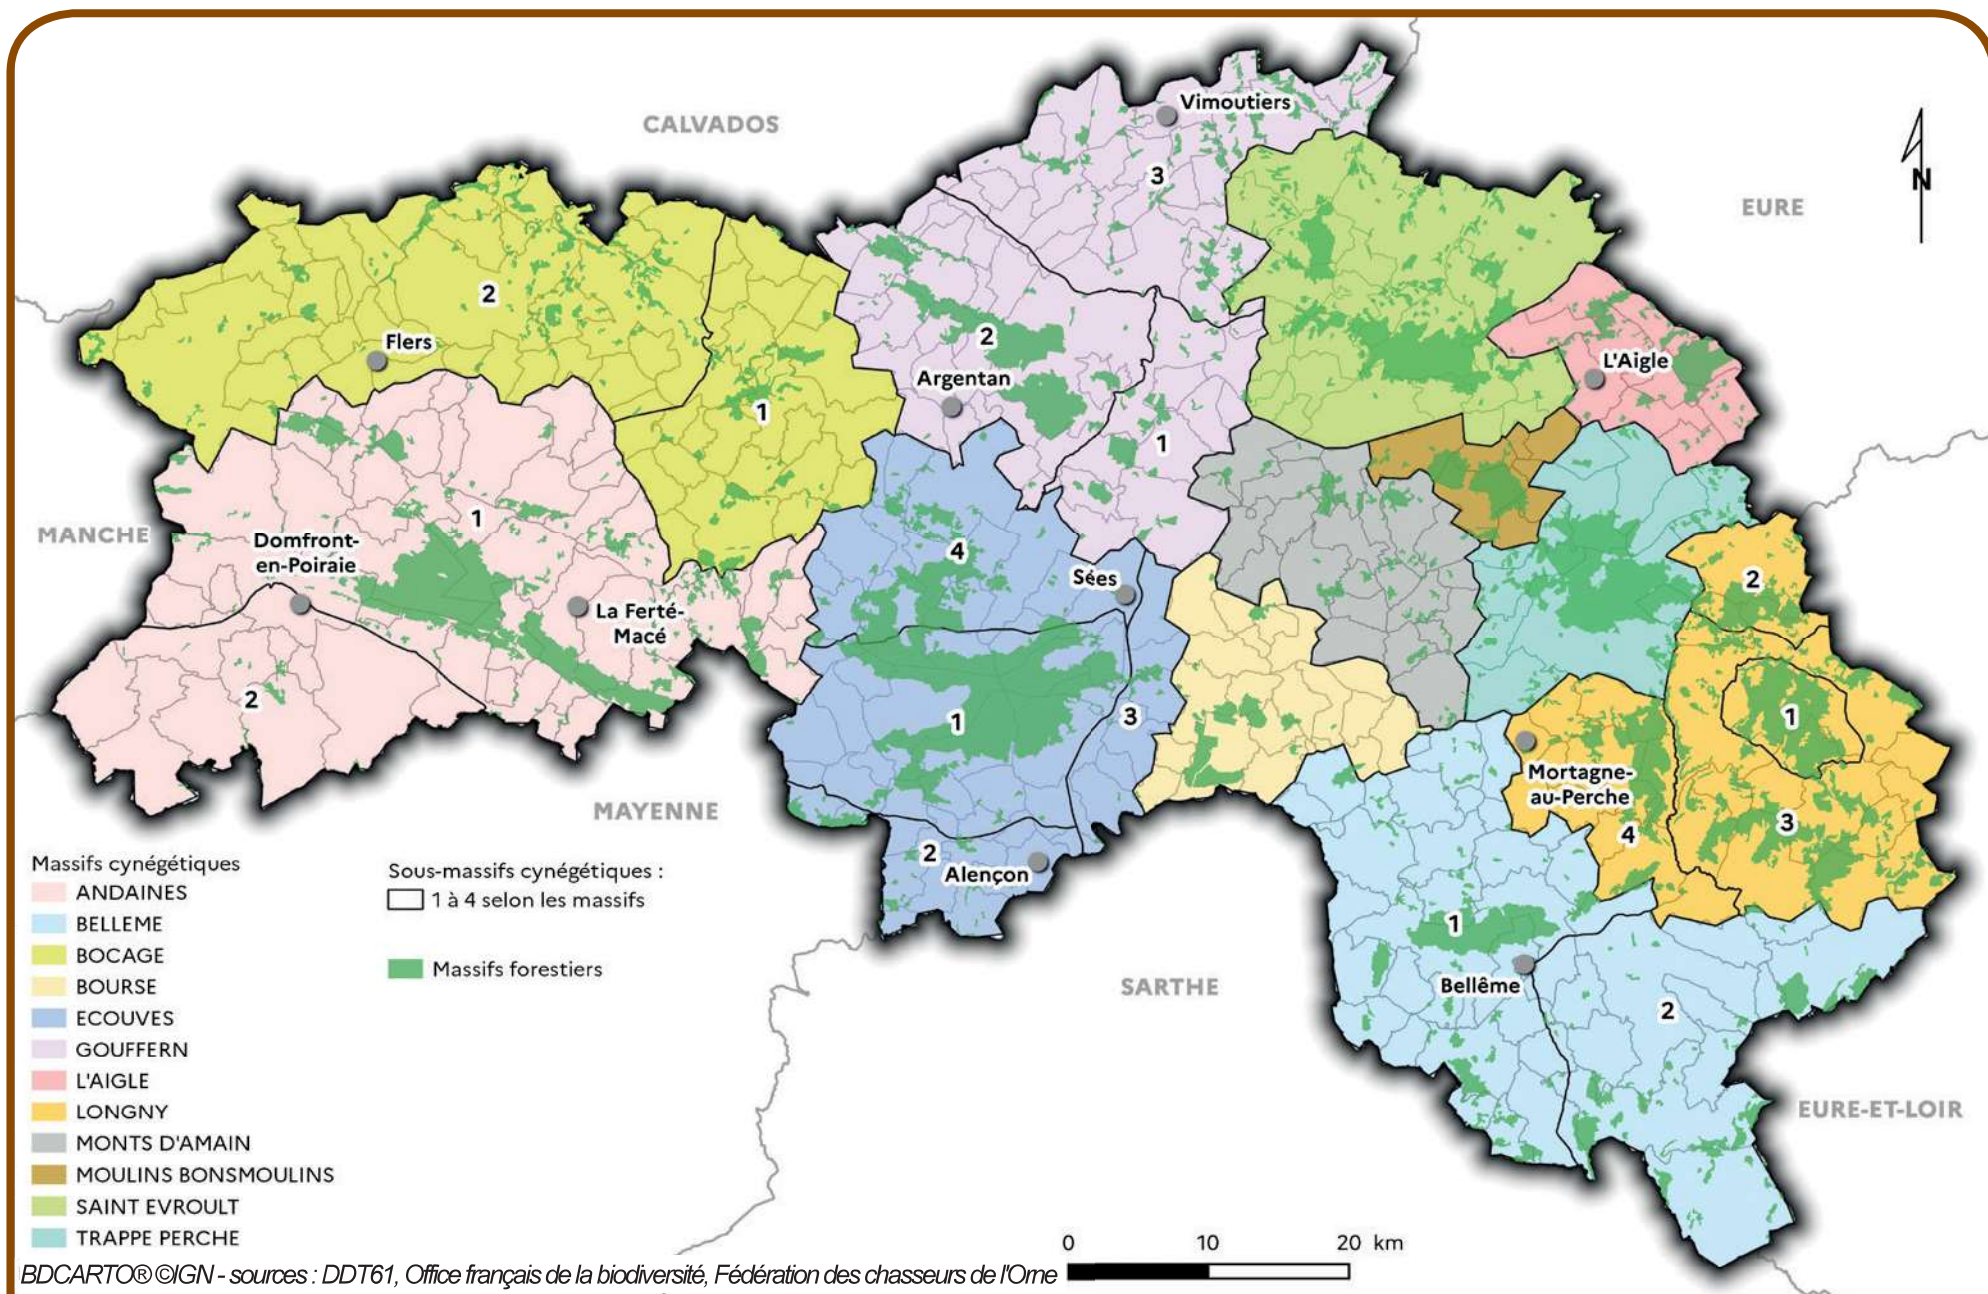 CALVADOS
Vimoutiers
3
N
EURE
2
Flers
2
Argentan
1
1
L'Aigle
MANCHE
Domfront-
en-Poiraie
1
4
Sées
La Ferté-
Macé
2
2
1
3
1
Mortagne-
au-Perche
4
3
MAYENNE
2
Alençon
1
Bellême
2
SARTHE
EURE-ET-LOIR
Massifs cynégétiques
ANDAINES
BELLEME
BOCAGE
BOURSE
ECOUVES
GOUFFERN
L'AIGLE
LONGNY
MONTS D'AMAIN
MOULINS BONSMOULINS
SAINT EVROULT
TRAPPE PERCHE
Sous-massifs cynégétiques :
1 à 4 selon les massifs
Massifs forestiers
0 10 20 km
BDCARTO® ©IGN - sources : DDT61, Office français de la biodiversité, Fédération des chasseurs de l'Orne